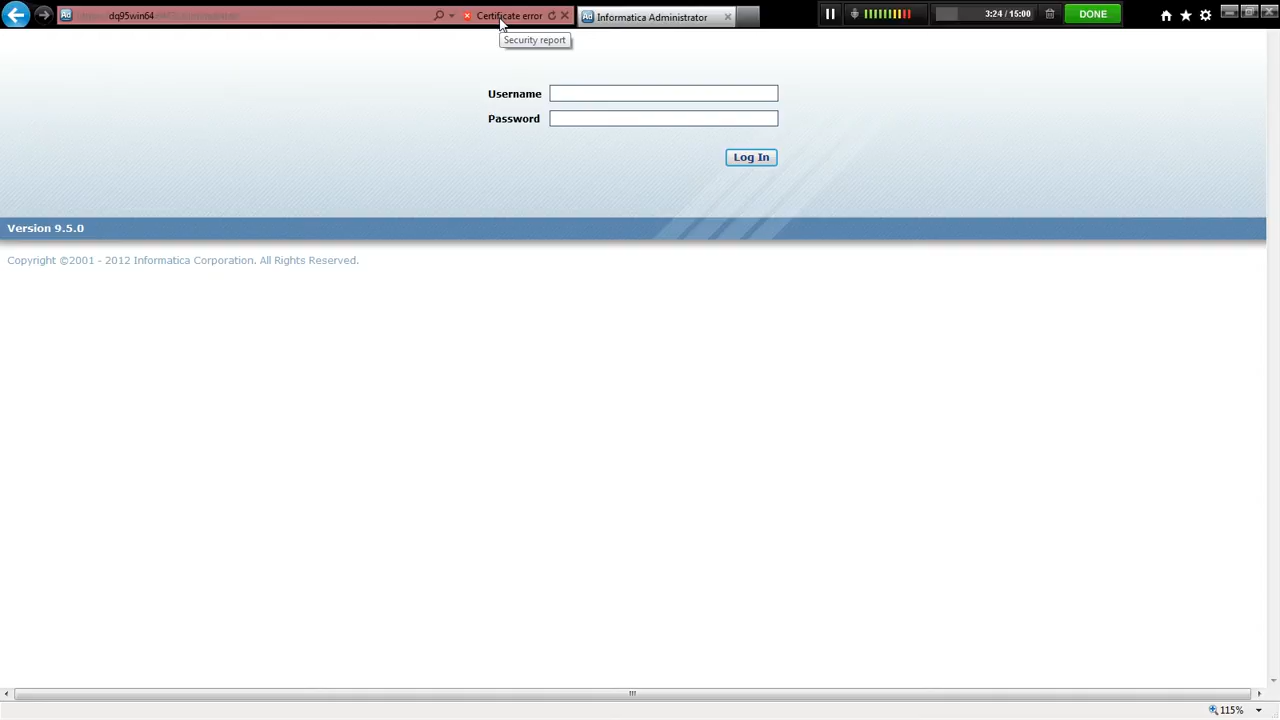 dq95win64
Certificate error
Informatica Administrator
3:24 / 15:00
DONE
Security report
Username
Password
Log In
Version 9.5.0
Copyright ©2001 - 2012 Informatica Corporation. All Rights Reserved.
115%